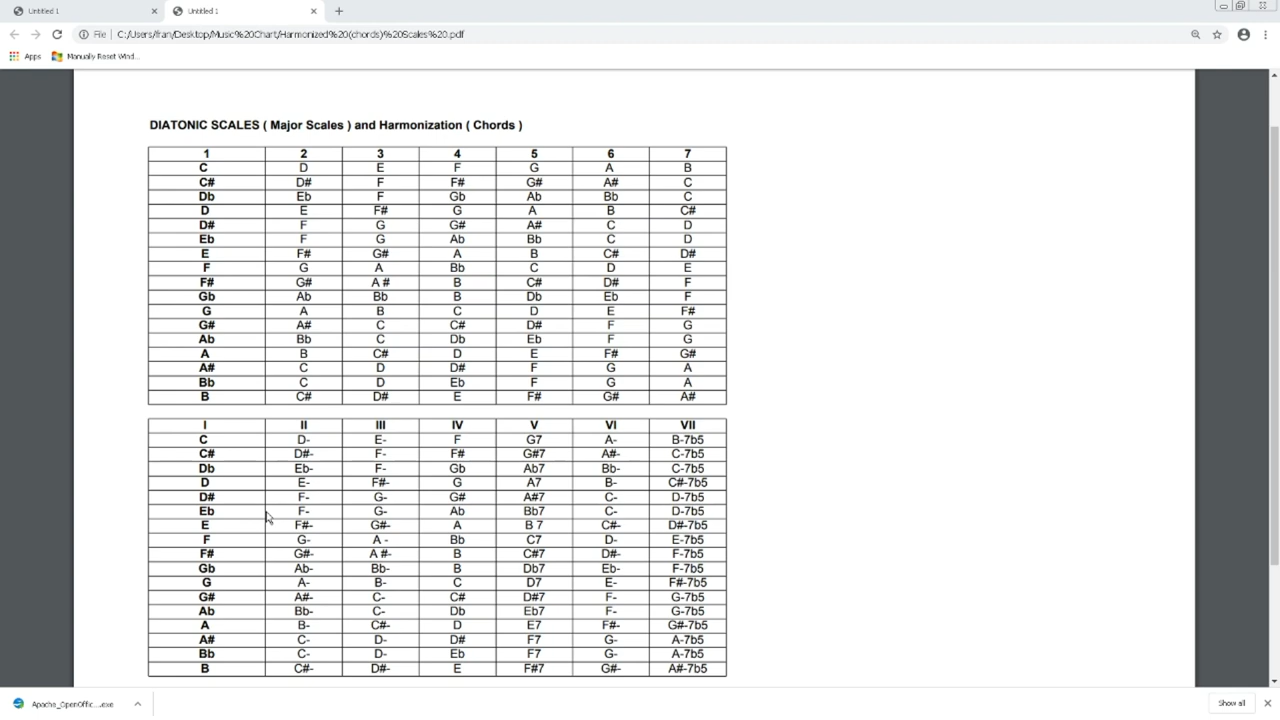 Untitled 1
Untitled 1
File C:/Users/fran/Desktop/Music%20Chart/Harmonized%20(chords)%20Scales%20.pdf
Apps Manually Reset Wind...
DIATONIC SCALES ( Major Scales ) and Harmonization ( Chords )
1 2 3 4 5 6 7
C D E F G A B
C# D# F F# G# A# C
Db Eb F Gb Ab Bb C
D E F# G A B C#
D# F G G# A# C D
Eb F G Ab Bb C D
E F# G# A B C# D#
F G A Bb C D E
F# G# A # B C# D# F
Gb Ab Bb B Db Eb F
G A B C D E F#
G# A# C C# D# F G
Ab Bb C Db Eb F G
A B C# D E F# G#
A# C D D# F G A
Bb C D Eb F G A
B C# D# E F# G# A#
I II III IV V VI VII
C D- E- F G7 A- B-7b5
C# D#- F- F# G#7 A#- C-7b5
Db Eb- F- Gb Ab7 Bb- C-7b5
D E- F#- G A7 B- C#-7b5
D# F- G- G# A#7 C- D-7b5
Eb F- G- Ab Bb7 C- D-7b5
E F#- G#- A B 7 C#- D#-7b5
F G- A - Bb C7 D- E-7b5
F# G#- A #- B C#7 D#- F-7b5
Gb Ab- Bb- B Db7 Eb- F-7b5
G A- B- C D7 E- F#-7b5
G# A#- C- C# D#7 F- G-7b5
Ab Bb- C- Db Eb7 F- G-7b5
A B- C#- D E7 F#- G#-7b5
A# C- D- D# F7 G- A-7b5
Bb C- D- Eb F7 G- A-7b5
B C#- D#- E F#7 G#- A#-7b5
Apache_OpenOffic....exe
Show all